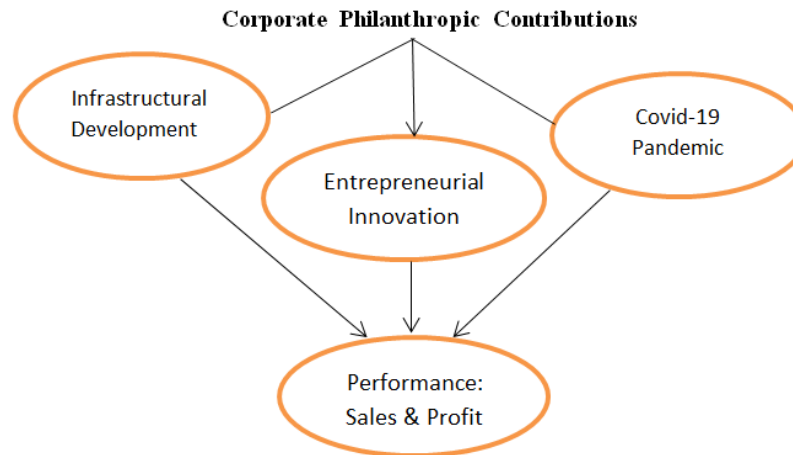 Corporate Philanthropic Contributions
Infrastructural
Development
Covid-19
Pandemic
Entrepreneurial
Innovation
Performance:
Sales & Profit